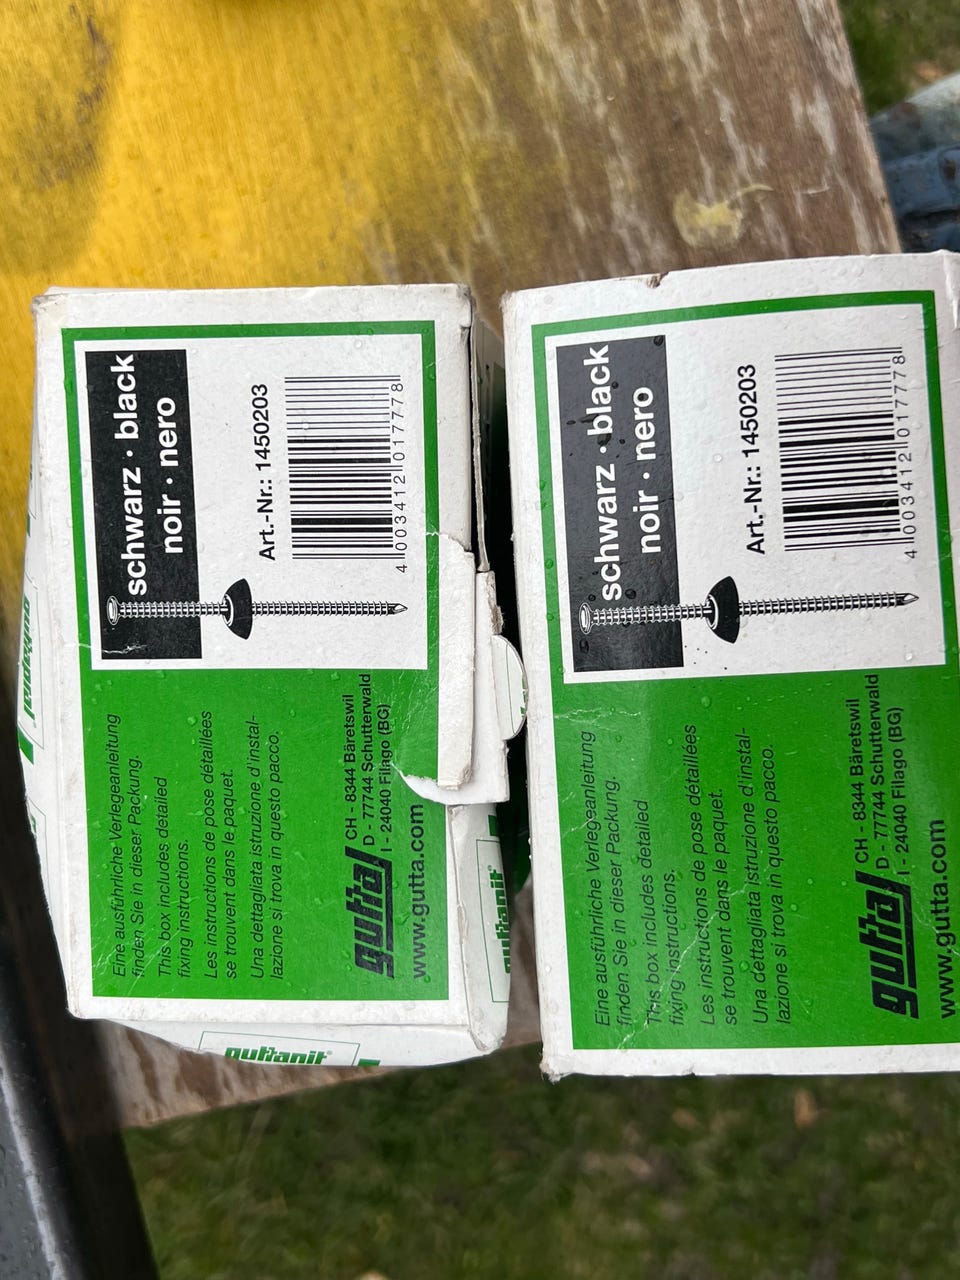 schwarz · black
noir · nero
Art.-Nr.: 1450203
4 003412 017778
Eine ausführliche Verlegeanleitung
finden Sie in dieser Packung.
This box includes detailed
fixing instructions.
Les instructions de pose détaillées
se trouvent dans le paquet.
Una dettagliata istruzione d'instal-
lazione si trova in questo pacco.
gutta
CH - 8344 Bäretswil
D - 77744 Schutterwald
I - 24040 Filago (BG)
www.gutta.com
guttanit®
guttanit®
guttanit
schwarz · black
noir · nero
Art.-Nr.: 1450203
4 003412 017778
Eine ausführliche Verlegeanleitung
finden Sie in dieser Packung.
This box includes detailed
fixing instructions.
Les instructions de pose détaillées
se trouvent dans le paquet.
Una dettagliata istruzione d'instal-
lazione si trova in questo pacco.
gutta
CH - 8344 Bäretswil
D - 77744 Schutterwald
I - 24040 Filago (BG)
www.gutta.com